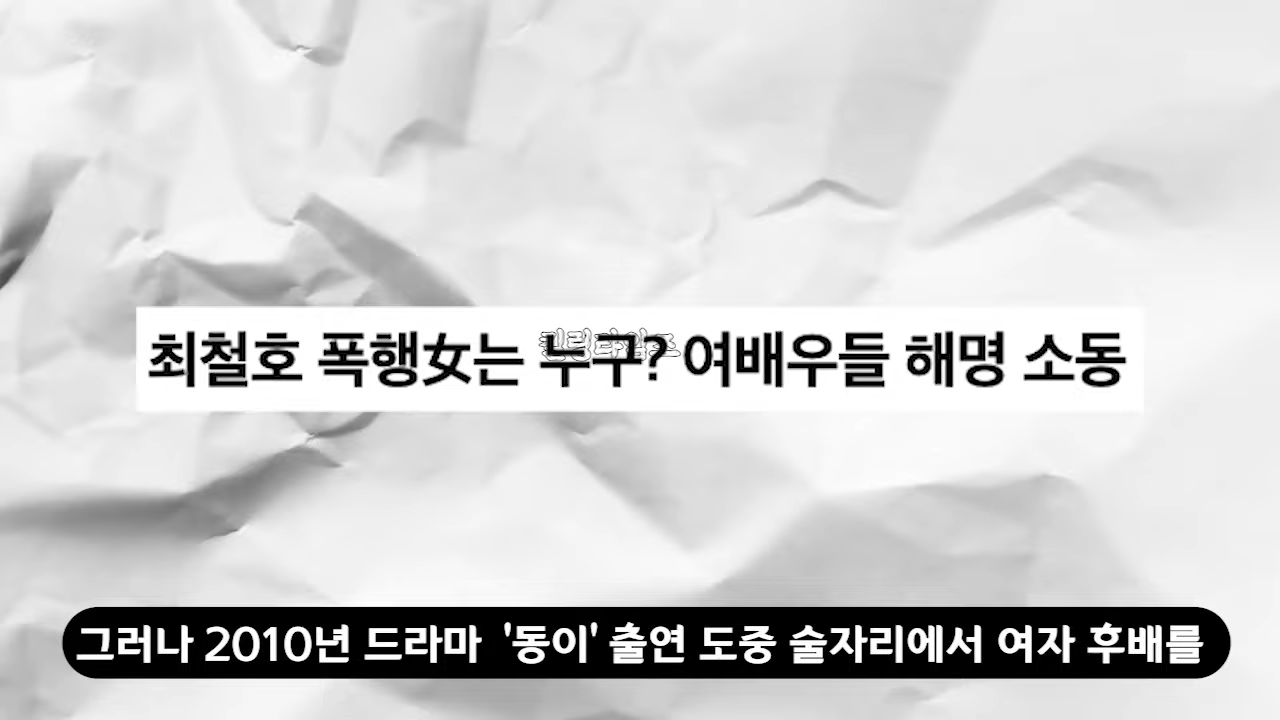 최철호 폭행女는 누구? 여배우들 해명 소동
그러나 2010년 드라마 '동이' 출연 도중 술자리에서 여자 후배를